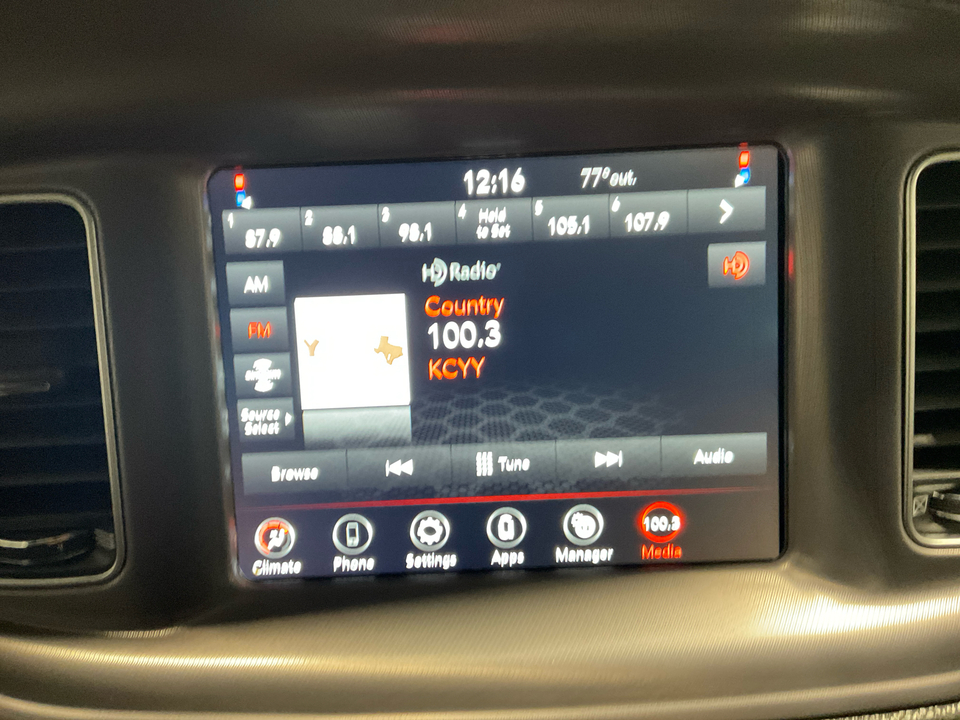 12:16 77° out,
1 87.9 2 88.1 3 98.1 4 Hold to Set 5 105.1 6 107.9
AM
HD Radio
Country
FM
100.3
Y
KCYY
Source
Select
Browse Tune Audio
100.3
Climate Phone Settings Apps Manager Media